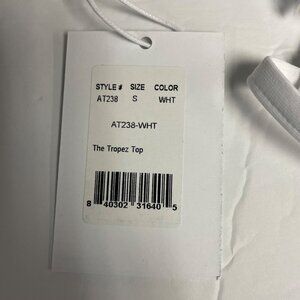 STYLE # SIZE COLOR
AT238 S WHT
AT238-WHT
The Tropez Top
8 40302 31640 5